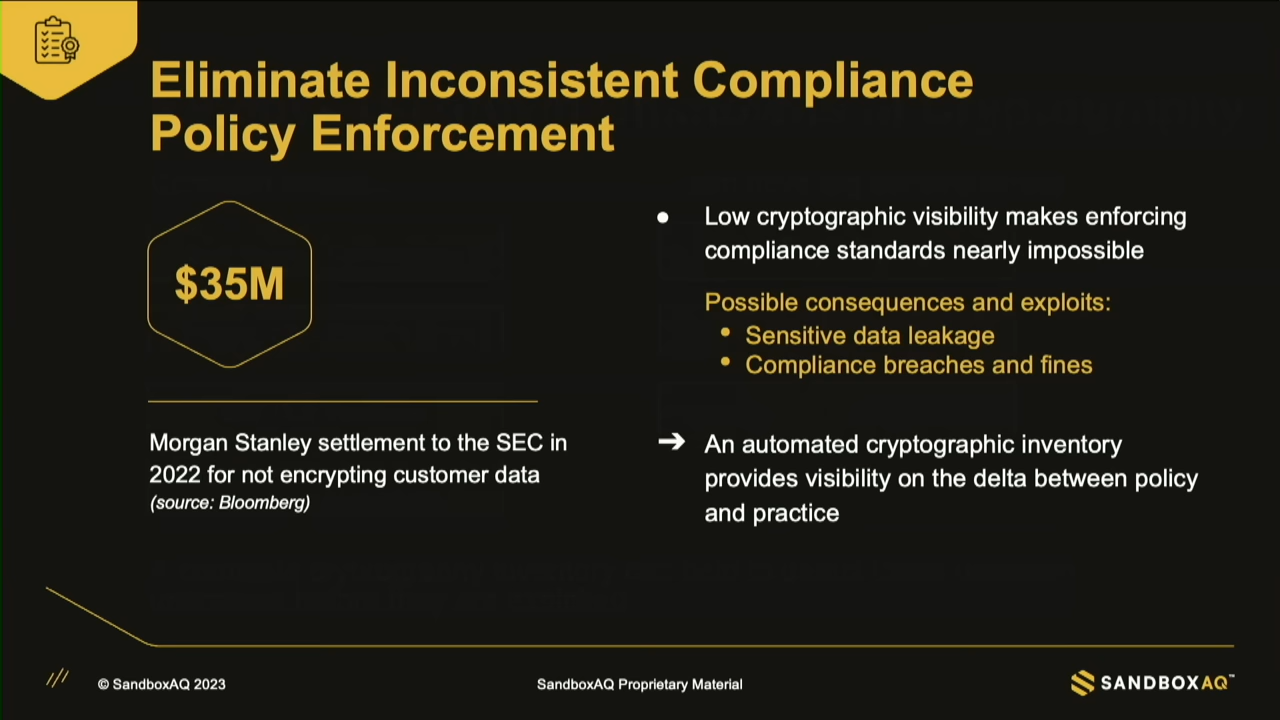 Eliminate Inconsistent Compliance
Policy Enforcement
$35M
Morgan Stanley settlement to the SEC in
2022 for not encrypting customer data
(source: Bloomberg)
● Low cryptographic visibility makes enforcing
compliance standards nearly impossible
Possible consequences and exploits:
• Sensitive data leakage
• Compliance breaches and fines
➔ An automated cryptographic inventory
provides visibility on the delta between policy
and practice
© SandboxAQ 2023
SandboxAQ Proprietary Material
SANDBOXAQ™